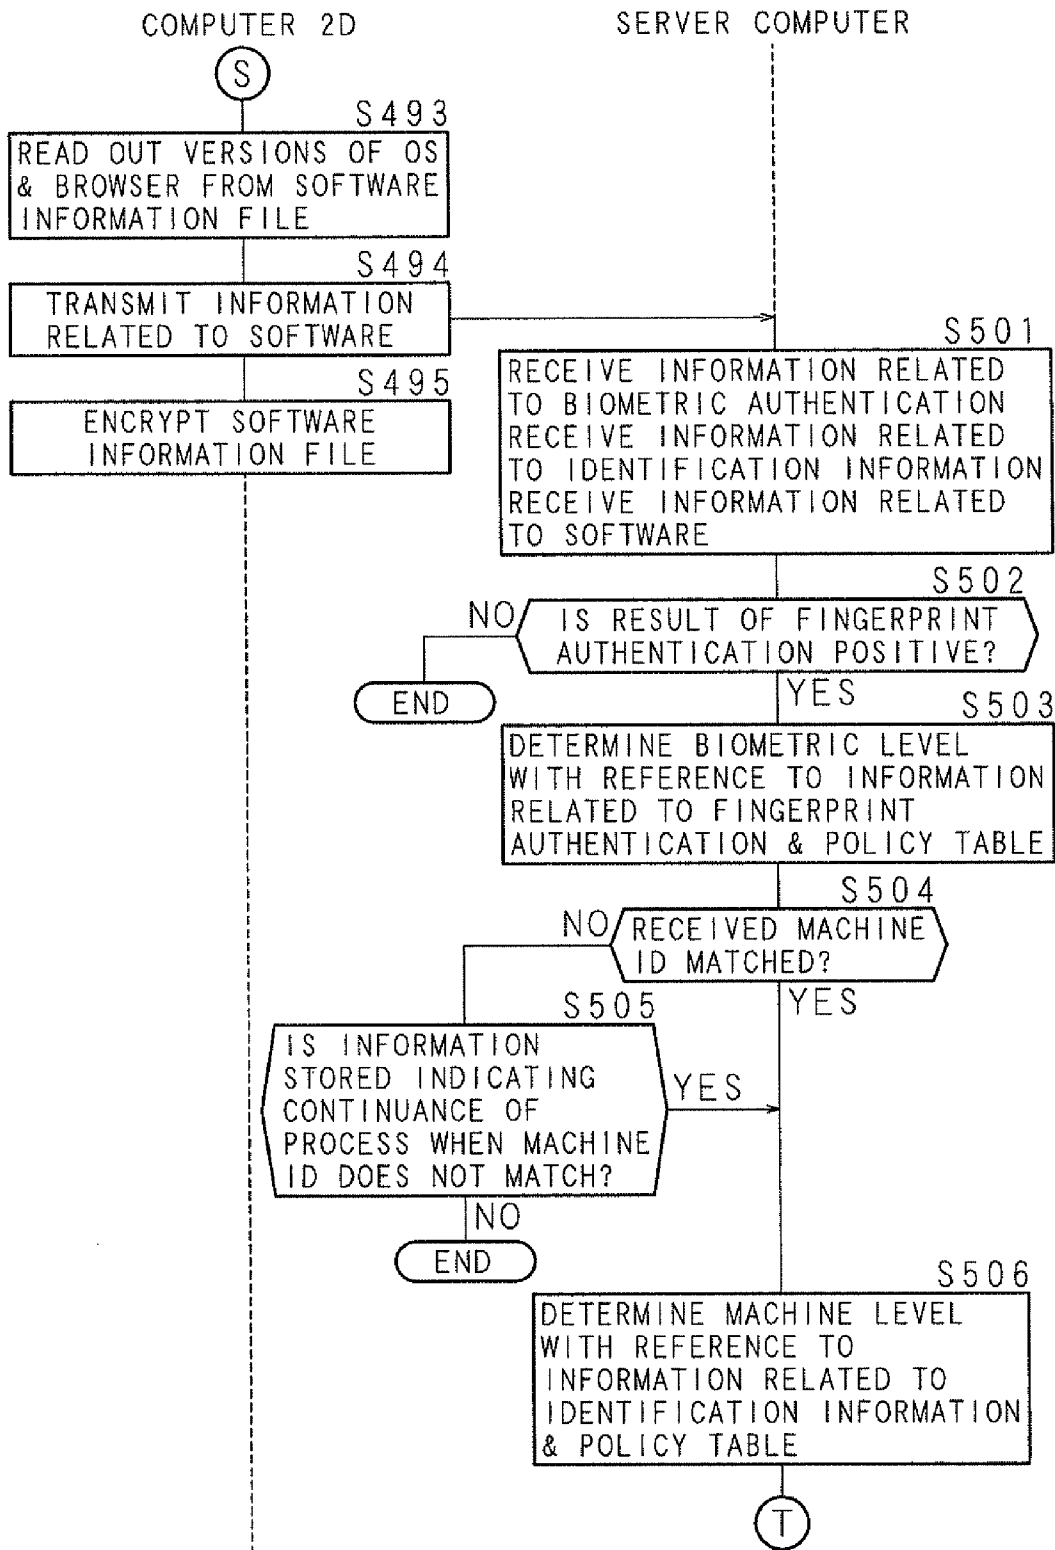 COMPUTER 2D
SERVER COMPUTER
S
S493
READ OUT VERSIONS OF OS
& BROWSER FROM SOFTWARE
INFORMATION FILE
S494
TRANSMIT INFORMATION
RELATED TO SOFTWARE
S495
ENCRYPT SOFTWARE
INFORMATION FILE
S501
RECEIVE INFORMATION RELATED
TO BIOMETRIC AUTHENTICATION
RECEIVE INFORMATION RELATED
TO IDENTIFICATION INFORMATION
RECEIVE INFORMATION RELATED
TO SOFTWARE
S502
IS RESULT OF FINGERPRINT
AUTHENTICATION POSITIVE?
NO
END
YES
S503
DETERMINE BIOMETRIC LEVEL
WITH REFERENCE TO INFORMATION
RELATED TO FINGERPRINT
AUTHENTICATION & POLICY TABLE
S504
RECEIVED MACHINE
ID MATCHED?
NO
YES
S505
IS INFORMATION
STORED INDICATING
CONTINUANCE OF
PROCESS WHEN MACHINE
ID DOES NOT MATCH?
YES
NO
END
S506
DETERMINE MACHINE LEVEL
WITH REFERENCE TO
INFORMATION RELATED TO
IDENTIFICATION INFORMATION
& POLICY TABLE
T